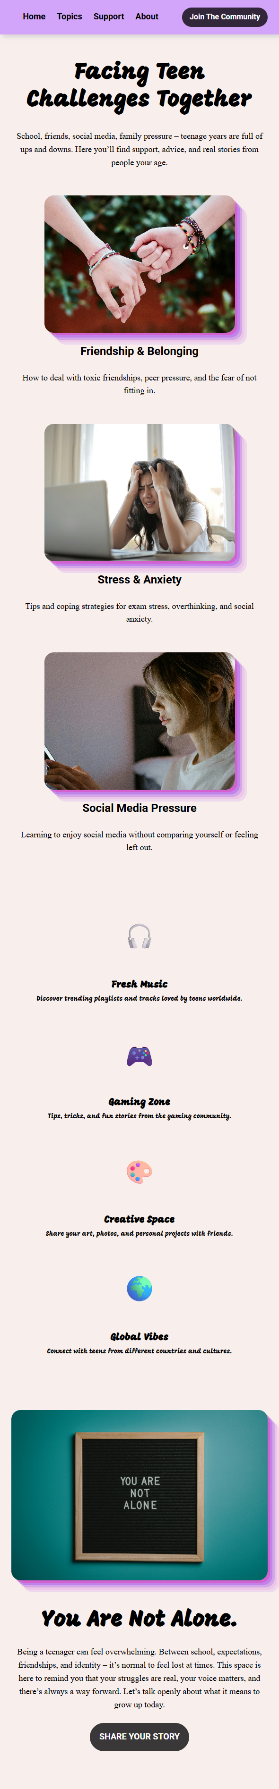 Home Topics Support About Join The Community
Facing Teen
Challenges Together
School, friends, social media, family pressure – teenage years are full of
ups and downs. Here you'll find support, advice, and real stories from
people your age.
Friendship & Belonging
How to deal with toxic friendships, peer pressure, and the fear of not
fitting in.
Stress & Anxiety
Tips and coping strategies for exam stress, overthinking, and social
anxiety.
Social Media Pressure
Learning to enjoy social media without comparing yourself or feeling
left out.
Fresh Music
Discover trending playlists and tracks loved by teens worldwide.
Gaming Zone
Tips, tricks, and fun stories from the gaming community.
Creative Space
Share your art, photos, and personal projects with friends.
Global Vibes
Connect with teens from different countries and cultures.
YOU ARE
NOT
ALONE
You Are Not Alone.
Being a teenager can feel overwhelming. Between school, expectations,
friendships, and identity – it's normal to feel lost at times. This space is
here to remind you that your struggles are real, your voice matters, and
there's always a way forward. Let's talk openly about what it means to
grow up today.
SHARE YOUR STORY